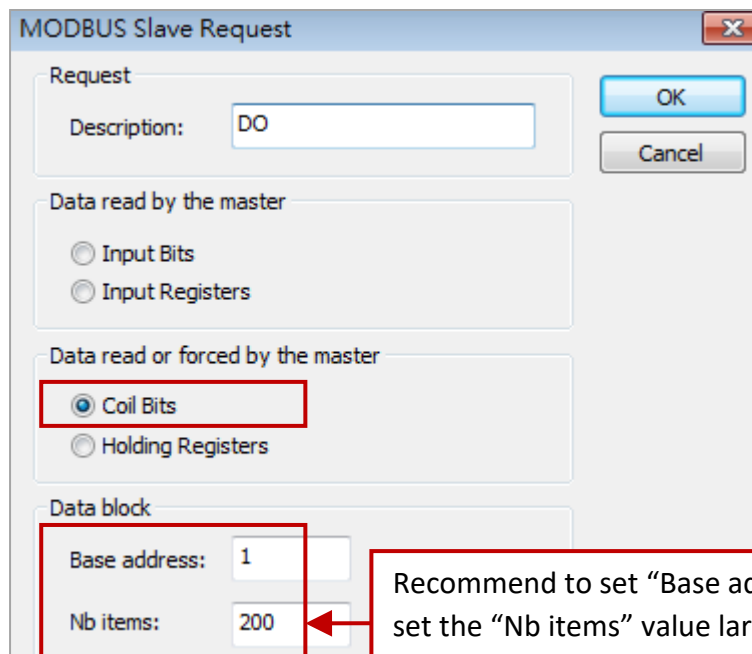 MODBUS Slave Request
Request
Description: DO
OK
Cancel
Data read by the master
Input Bits
Input Registers
Data read or forced by the master
Coil Bits
Holding Registers
Data block
Base address: 1
Nb items: 200
Recommend to set “Base
set the “Nb items” value